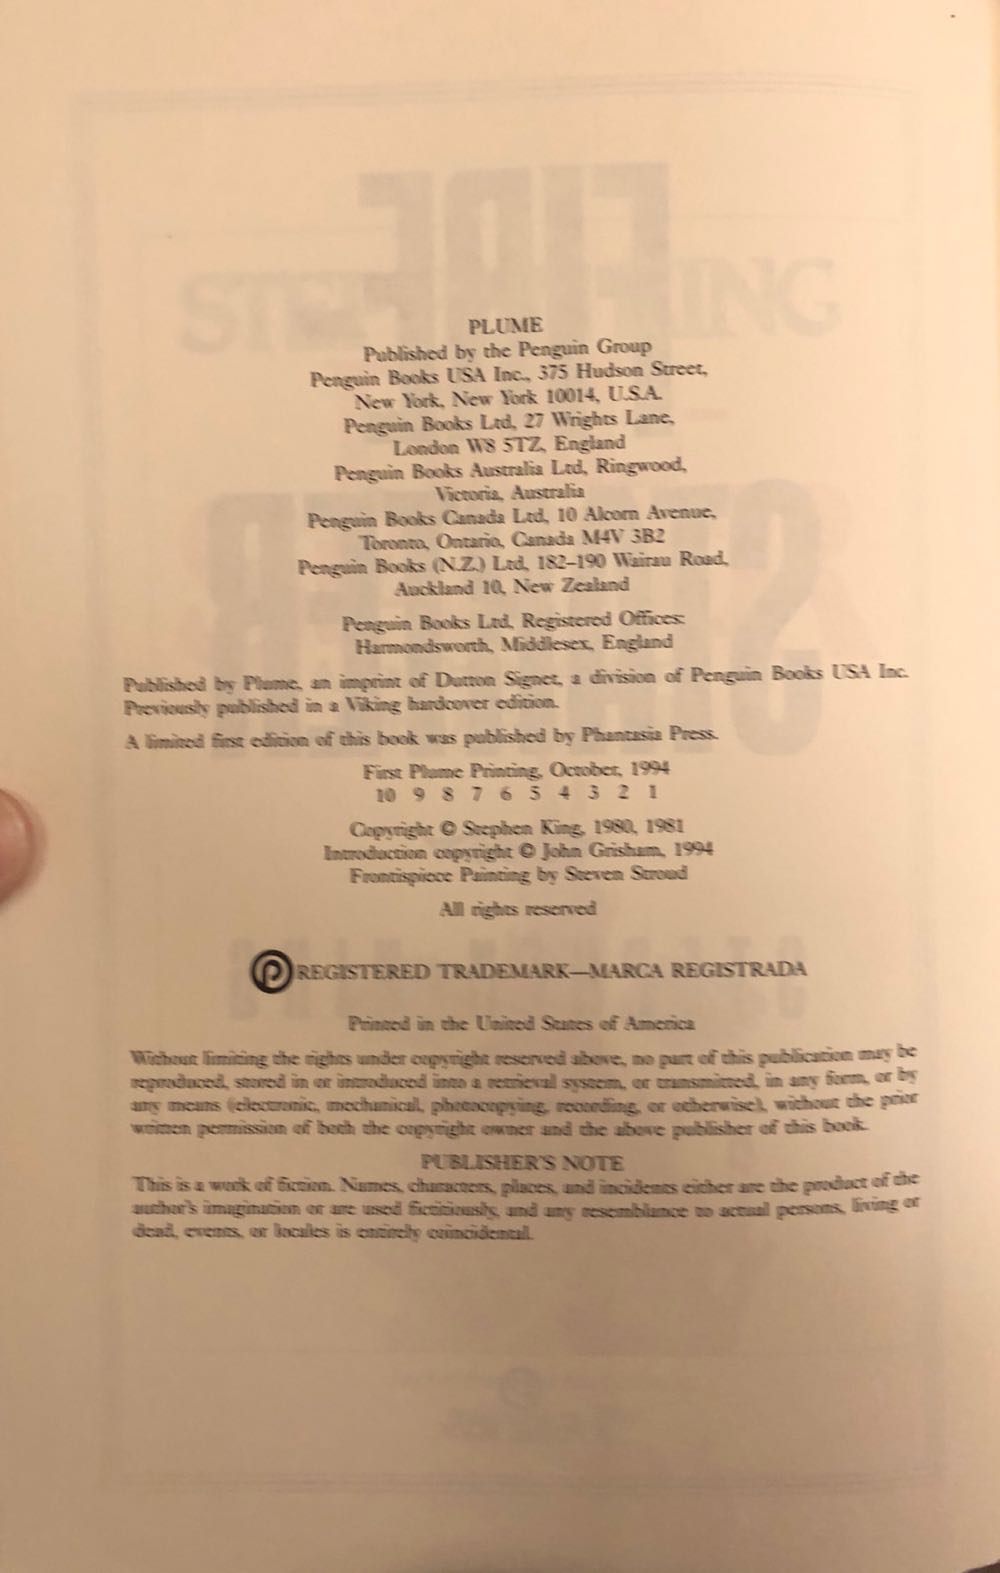 PLUME
Published by the Penguin Group
Penguin Books USA Inc., 375 Hudson Street,
New York, New York 10014, U.S.A.
Penguin Books Ltd, 27 Wrights Lane,
London W8 5TZ, England
Penguin Books Australia Ltd, Ringwood,
Victoria, Australia
Penguin Books Canada Ltd, 10 Alcorn Avenue,
Toronto, Ontario, Canada M4V 3B2
Penguin Books (N.Z.) Ltd, 182–190 Wairau Road,
Auckland 10, New Zealand
Penguin Books Ltd, Registered Offices:
Harmondsworth, Middlesex, England
Published by Plume, an imprint of Dutton Signet, a division of Penguin Books USA Inc.
Previously published in a Viking hardcover edition.
A limited first edition of this book was published by Phantasia Press.
First Plume Printing, October, 1994
10 9 8 7 6 5 4 3 2 1
Copyright © Stephen King, 1980, 1981
Introduction copyright © John Grisham, 1994
Frontispiece Painting by Steven Stroud
All rights reserved
REGISTERED TRADEMARK—MARCA REGISTRADA
Printed in the United States of America
Without limiting the rights under copyright reserved above, no part of this publication may be
reproduced, stored in or introduced into a retrieval system, or transmitted, in any form, or by
any means (electronic, mechanical, photocopying, recording, or otherwise), without the prior
written permission of both the copyright owner and the above publisher of this book.
PUBLISHER'S NOTE
This is a work of fiction. Names, characters, places, and incidents either are the product of the
author's imagination or are used fictitiously, and any resemblance to actual persons, living or
dead, events, or locales is entirely coincidental.